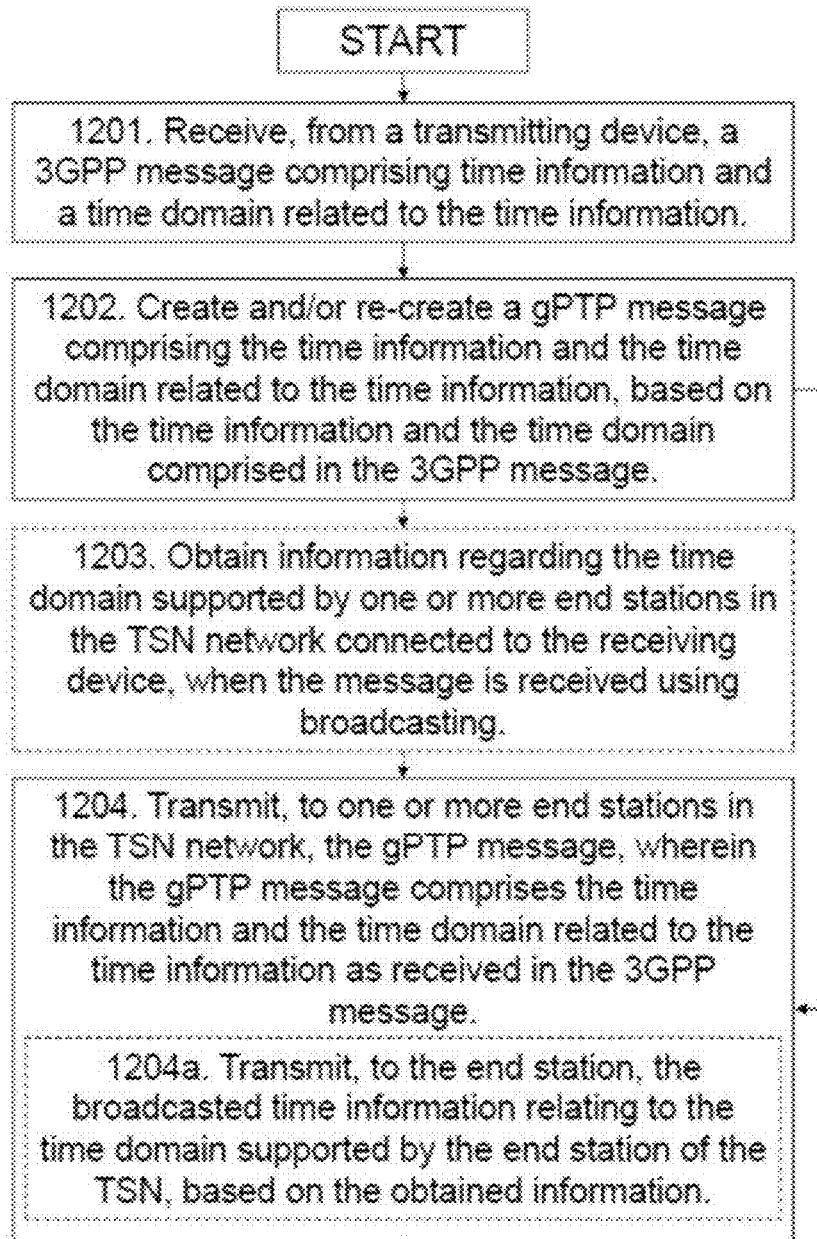 START
1201. Receive, from a transmitting device, a
3GPP message comprising time information and
a time domain related to the time information.
1202. Create and/or re-create a gPTP message
comprising the time information and the time
domain related to the time information, based on
the time information and the time domain
comprised in the 3GPP message.
1203. Obtain information regarding the time
domain supported by one or more end stations in
the TSN network connected to the receiving
device, when the message is received using
broadcasting.
1204. Transmit, to one or more end stations in
the TSN network, the gPTP message, wherein
the gPTP message comprises the time
information and the time domain related to the
time information as received in the 3GPP
message.
1204a. Transmit, to the end station, the
broadcasted time information relating to the
time domain supported by the end station of the
TSN, based on the obtained information.